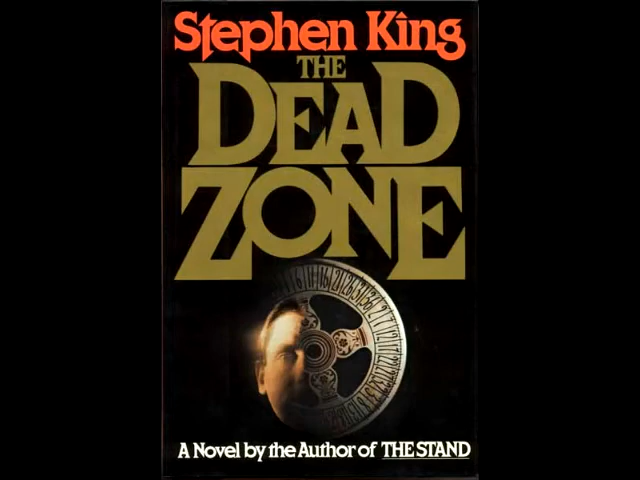 Stephen King
THE
DEAD
ZONE
A Novel by the Author of THE STAND